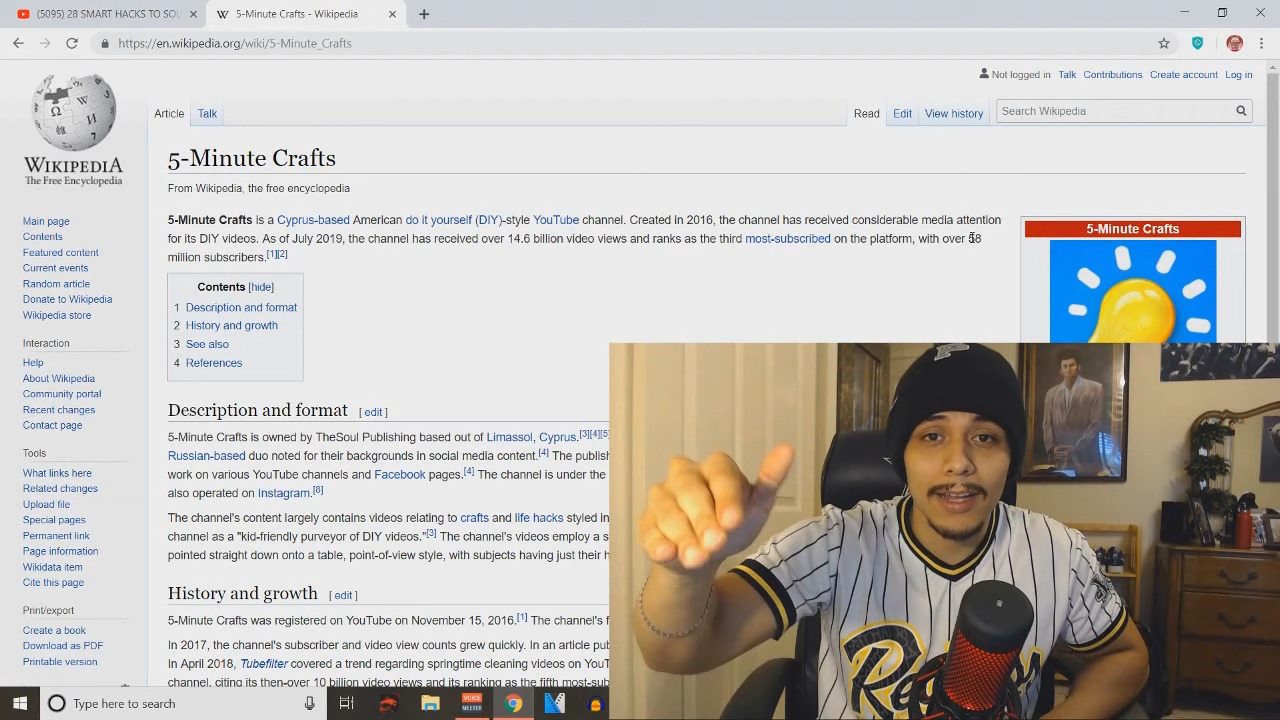 (5095) 28 SMART HACKS TO SOL
5-Minute Crafts - Wikipedia
https://en.wikipedia.org/wiki/5-Minute_Crafts
Not logged in Talk Contributions Create account Log in
Article Talk Read Edit View history Search Wikipedia
WIKIPEDIA
The Free Encyclopedia
Main page
Contents
Featured content
Current events
Random article
Donate to Wikipedia
Wikipedia store
Interaction
Help
About Wikipedia
Community portal
Recent changes
Contact page
Tools
What links here
Related changes
Upload file
Special pages
Permanent link
Page information
Wikidata item
Cite this page
Print/export
Create a book
Download as PDF
Printable version
5-Minute Crafts
From Wikipedia, the free encyclopedia
5-Minute Crafts is a Cyprus-based American do it yourself (DIY)-style YouTube channel. Created in 2016, the channel has received considerable media attention
for its DIY videos. As of July 2019, the channel has received over 14.6 billion video views and ranks as the third most-subscribed on the platform, with over 58
million subscribers.[1][2]
Contents [hide]
1 Description and format
2 History and growth
3 See also
4 References
5-Minute Crafts
Description and format [ edit ]
5-Minute Crafts is owned by TheSoul Publishing based out of Limassol, Cyprus.[3][4][5]
Russian-based duo noted for their backgrounds in social media content.[4] The publish
work on various YouTube channels and Facebook pages.[4] The channel is under the
also operated on Instagram.[8]
The channel's content largely contains videos relating to crafts and life hacks styled in
channel as a "kid-friendly purveyor of DIY videos."[3] The channel's videos employ a s
pointed straight down onto a table, point-of-view style, with subjects having just their h
History and growth [ edit ]
5-Minute Crafts was registered on YouTube on November 15, 2016.[1] The channel's f
In 2017, the channel's subscriber and video view counts grew quickly. In an article pub
In April 2018, Tubefilter covered a trend regarding springtime cleaning videos on YouT
channel, citing its then-over 10 billion video views and its ranking as the fifth most-sub
Type here to search
VOICE
MEETER